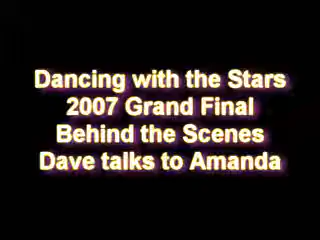 Dancing with the Stars
2007 Grand Final
Behind the Scenes
Dave talks to Amanda